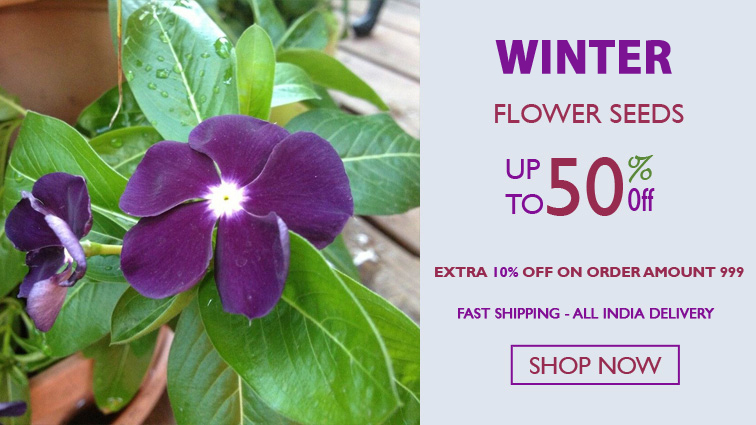 WINTER
FLOWER SEEDS
UP TO 50% Off
EXTRA 10% OFF ON ORDER AMOUNT 999
FAST SHIPPING - ALL INDIA DELIVERY
SHOP NOW